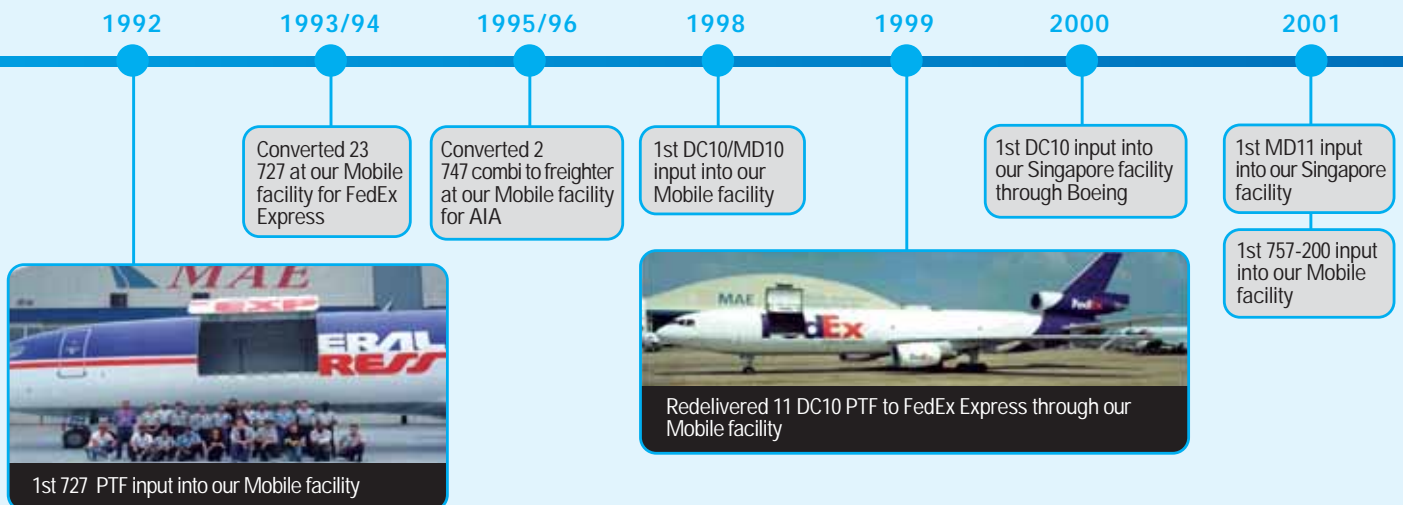 1992 1993/94 1995/96 1998 1999 2000 2001
Converted 23
727 at our Mobile
facility for FedEx
Express
Converted 2
747 combi to freighter
at our Mobile facility
for AIA
1st DC10/MD10
input into our
Mobile facility
1st DC10 input into
our Singapore facility
through Boeing
1st MD11 input
into our Singapore
facility
1st 757-200 input
into our Mobile
facility
MAE
EXP
ERAL
RESS
1st 727 PTF input into our Mobile facility
MAE
FedEx
dEx
FedEx
Redelivered 11 DC10 PTF to FedEx Express through our
Mobile facility